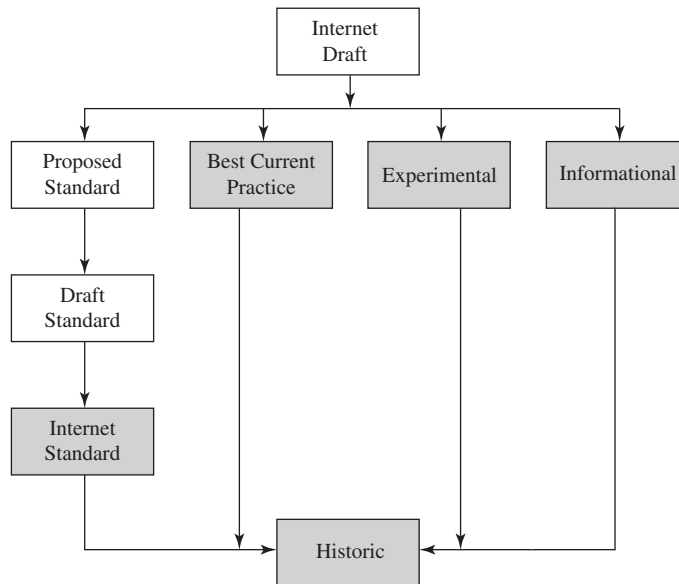 Internet
Draft
Proposed
Standard
Best Current
Practice
Experimental
Informational
Draft
Standard
Internet
Standard
Historic